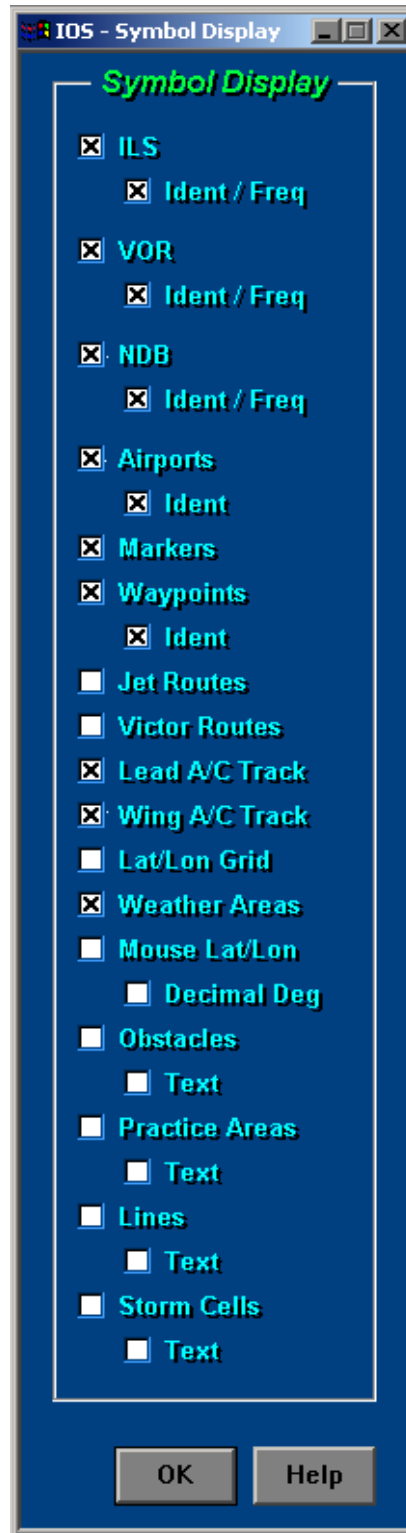 IOS - Symbol Display
Symbol Display
ILS
Ident / Freq
VOR
Ident / Freq
NDB
Ident / Freq
Airports
Ident
Markers
Waypoints
Ident
Jet Routes
Victor Routes
Lead A/C Track
Wing A/C Track
Lat/Lon Grid
Weather Areas
Mouse Lat/Lon
Decimal Deg
Obstacles
Text
Practice Areas
Text
Lines
Text
Storm Cells
Text
OK Help